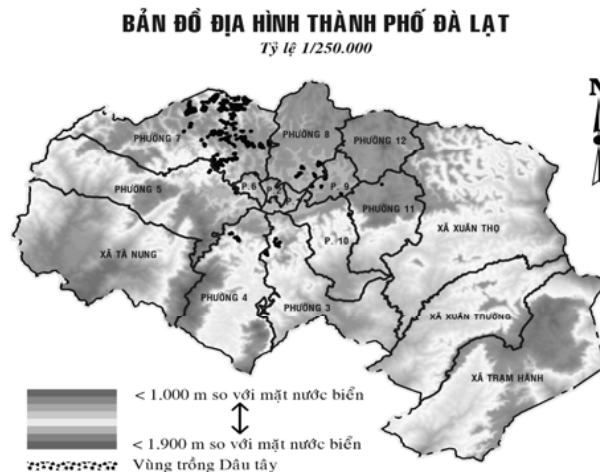 BẢN ĐỒ ĐỊA HÌNH THÀNH PHỐ ĐÀ LẠT
Tỷ lệ 1/250.000
N
PHƯỜNG 7
PHƯỜNG 8
PHƯỜNG 12
PHƯỜNG 5
P.6
P.2
P.
P. 9
PHƯỜNG 11
XÃ XUÂN THỌ
XÃ TÀ NUNG
P. 10
PHƯỜNG 4
PHƯỜNG 3
XÃ XUÂN TRƯỜNG
XÃ TRẠM HÀNH
< 1.000 m so với mặt nước biển
< 1.900 m so với mặt nước biển
Vùng trồng Dâu tây